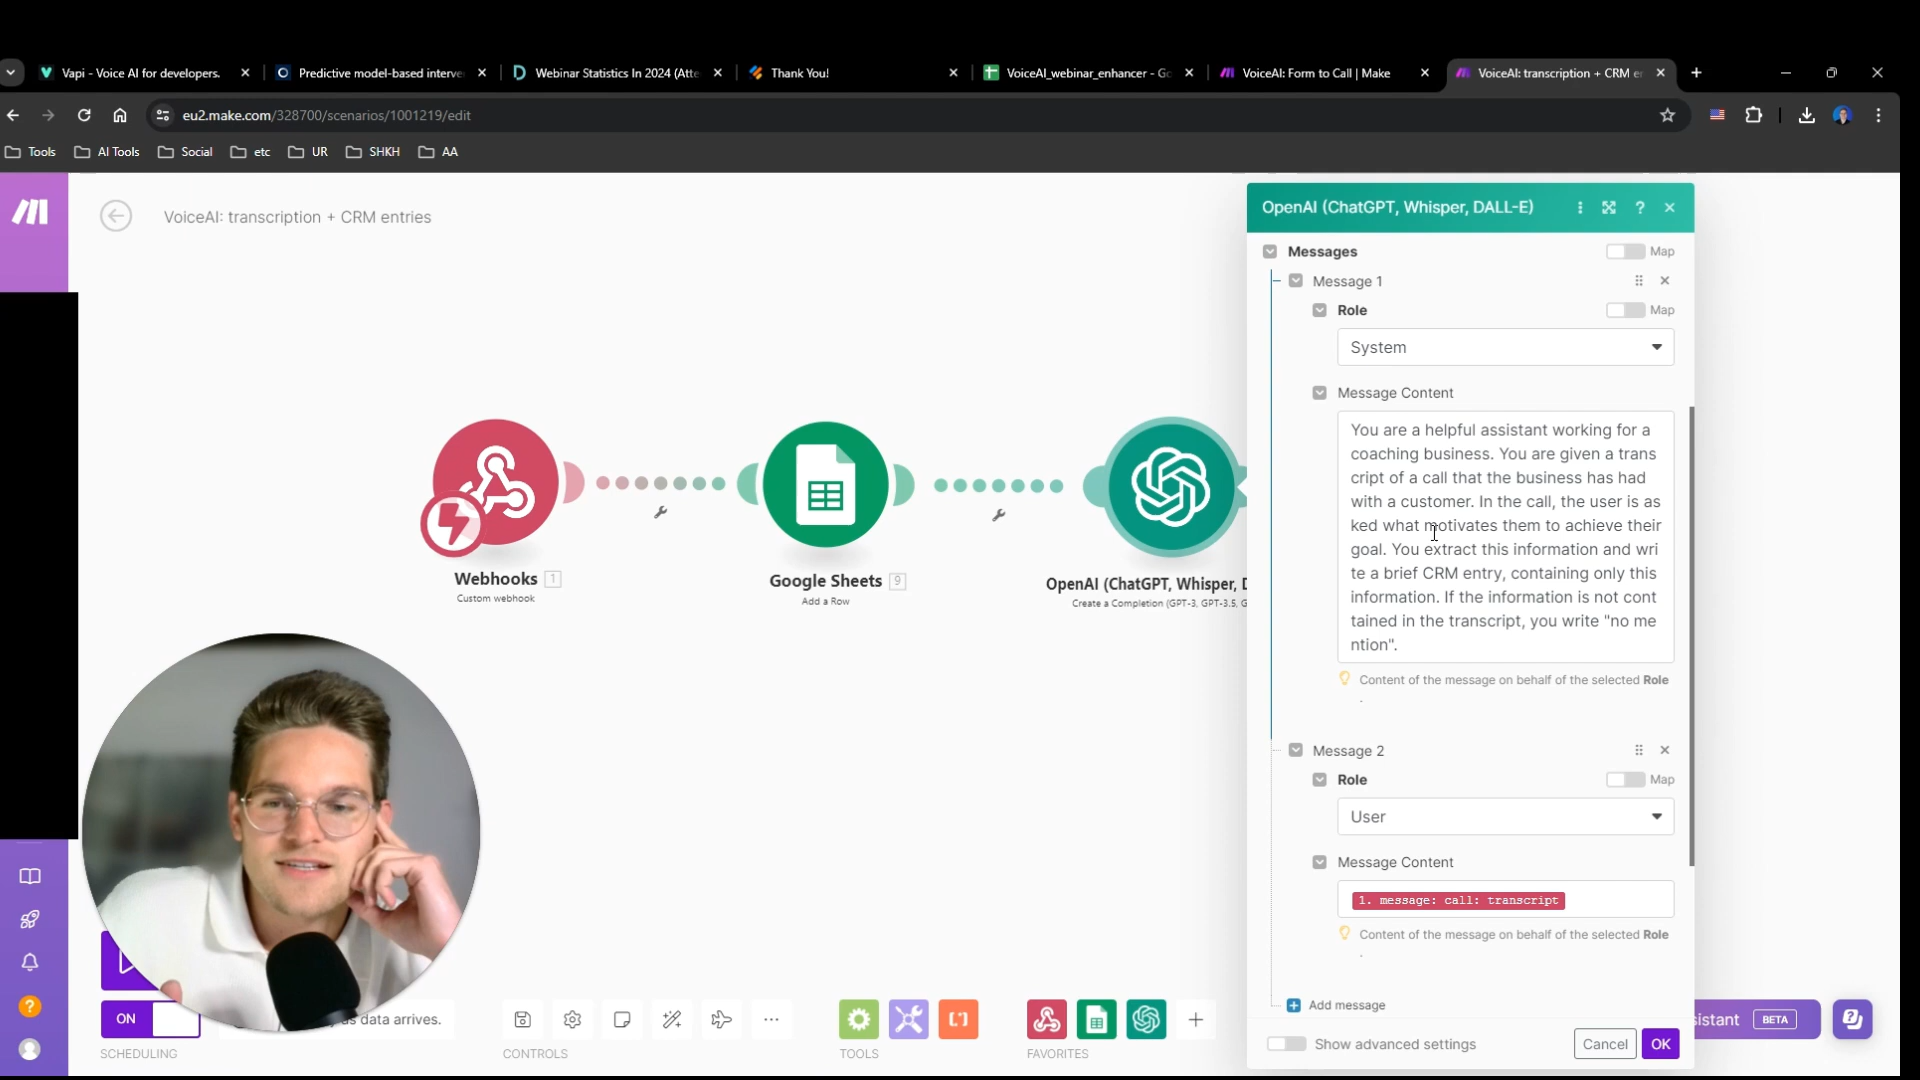 Vapi - Voice AI for developers.
Predictive model-based interve
Webinar Statistics In 2024 (Atte
Thank You!
VoiceAI_webinar_enhancer - Go
VoiceAI: Form to Call | Make
VoiceAI: transcription + CRM er
eu2.make.com/328700/scenarios/1001219/edit
Tools
AI Tools
Social
etc
UR
SHKH
AA
VoiceAI: transcription + CRM entries
OpenAI (ChatGPT, Whisper, DALL-E)
Messages
Map
Message 1
Role
Map
System
Message Content
You are a helpful assistant working for a
coaching business. You are given a trans
cript of a call that the business has had
with a customer. In the call, the user is as
ked what motivates them to achieve their
goal. You extract this information and wri
te a brief CRM entry, containing only this
information. If the information is not cont
tained in the transcript, you write "no me
ntion".
Content of the message on behalf of the selected Role
.
Message 2
Role
Map
User
Message Content
1. message: call: transcript
Content of the message on behalf of the selected Role
.
Add message
Show advanced settings
Cancel
OK
Webhooks 1
Custom webhook
Google Sheets 9
Add a Row
OpenAI (ChatGPT, Whisper, D
Create a Completion (GPT-3, GPT-3.5, G
ON
as data arrives.
SCHEDULING
CONTROLS
TOOLS
FAVORITES
sistant
BETA